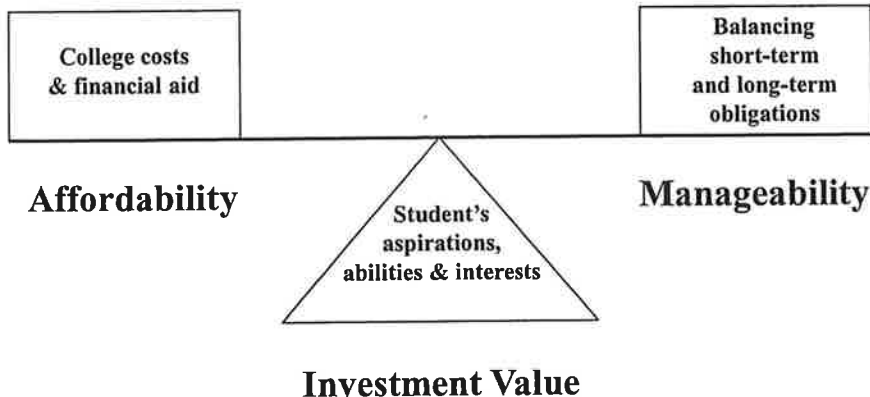 College costs
& financial aid
Balancing
short-term
and long-term
obligations
Affordability
Manageability
Student's
aspirations,
abilities & interests
Investment Value